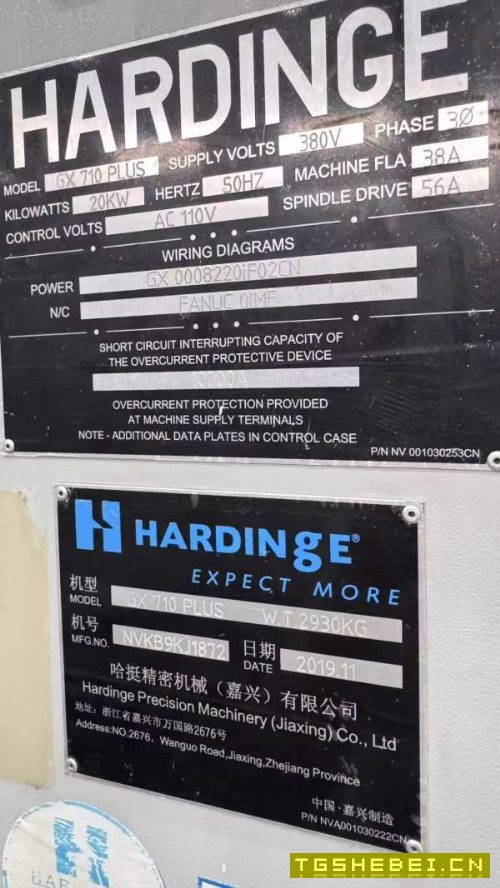 HARDINGE
MODEL GX 710 PLUS SUPPLY VOLTS 380V PHASE 3Ø
KILOWATTS 20KW HERTZ 50HZ MACHINE FLA 38A
CONTROL VOLTS AC 110V SPINDLE DRIVE 56A
WIRING DIAGRAMS
POWER GX 0008220iF02CN
N/C FANUC 0IMF
SHORT CIRCUIT INTERRUPTING CAPACITY OF
THE OVERCURRENT PROTECTIVE DEVICE
OVERCURRENT PROTECTION PROVIDED
AT MACHINE SUPPLY TERMINALS
NOTE - ADDITIONAL DATA PLATES IN CONTROL CASE
P/N NV 001030253CN
HARDINGE®
EXPECT MORE
机型
MODEL GX 710 PLUS W.T.2930KG
机号 日期
MFG.NO. NVKB9KJ1872 DATE 2019.11
哈挺精密机械（嘉兴）有限公司
Hardinge Precision Machinery (Jiaxing) Co., Ltd
地址: 浙江省嘉兴市万国路2676号
Address:NO.2676、Wanguo Road,Jiaxing,Zhejiang Province
中国·嘉兴制造
P/N NVA001030222CN
TGSHEBEI.CN